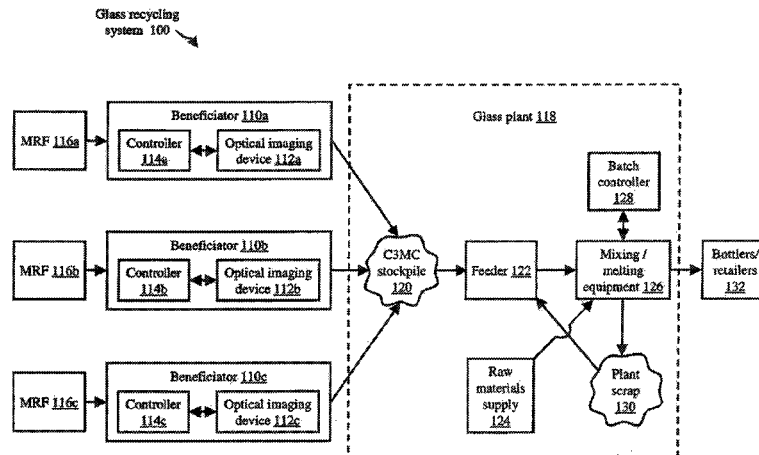 Glass recycling
system 100
MRF 116a
Beneficiator 110a
Controller
114a
Optical imaging
device 112a
Glass plant 118
Batch
controller
128
MRF 116b
Beneficiator 110b
Controller
114b
Optical imaging
device 112b
C3MC
stockpile
120
Feeder 122
Mixing /
melting
equipment 126
Bottlers/
retailers
132
MRF 116c
Beneficiator 110c
Controller
114c
Optical imaging
device 112c
Raw
materials
supply
124
Plant
scrap
130